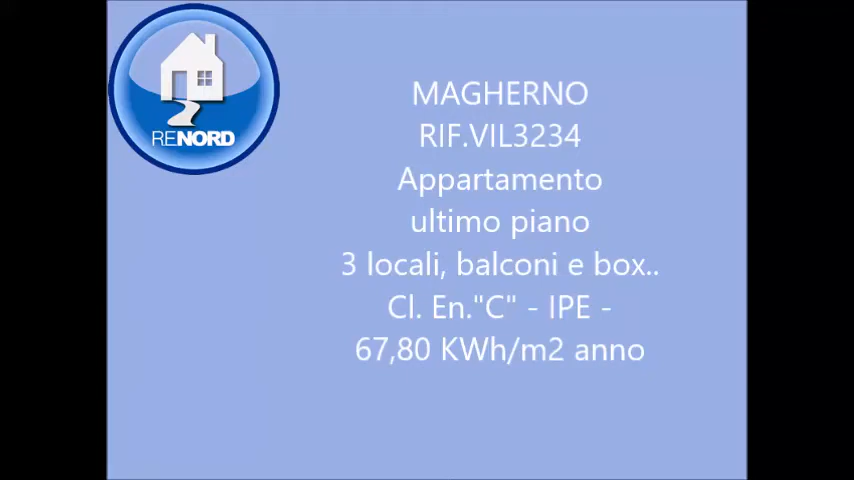 RENORD
MAGHERNO
RIF.VIL3234
Appartamento
ultimo piano
3 locali, balconi e box..
Cl. En."C" - IPE -
67,80 KWh/m2 anno